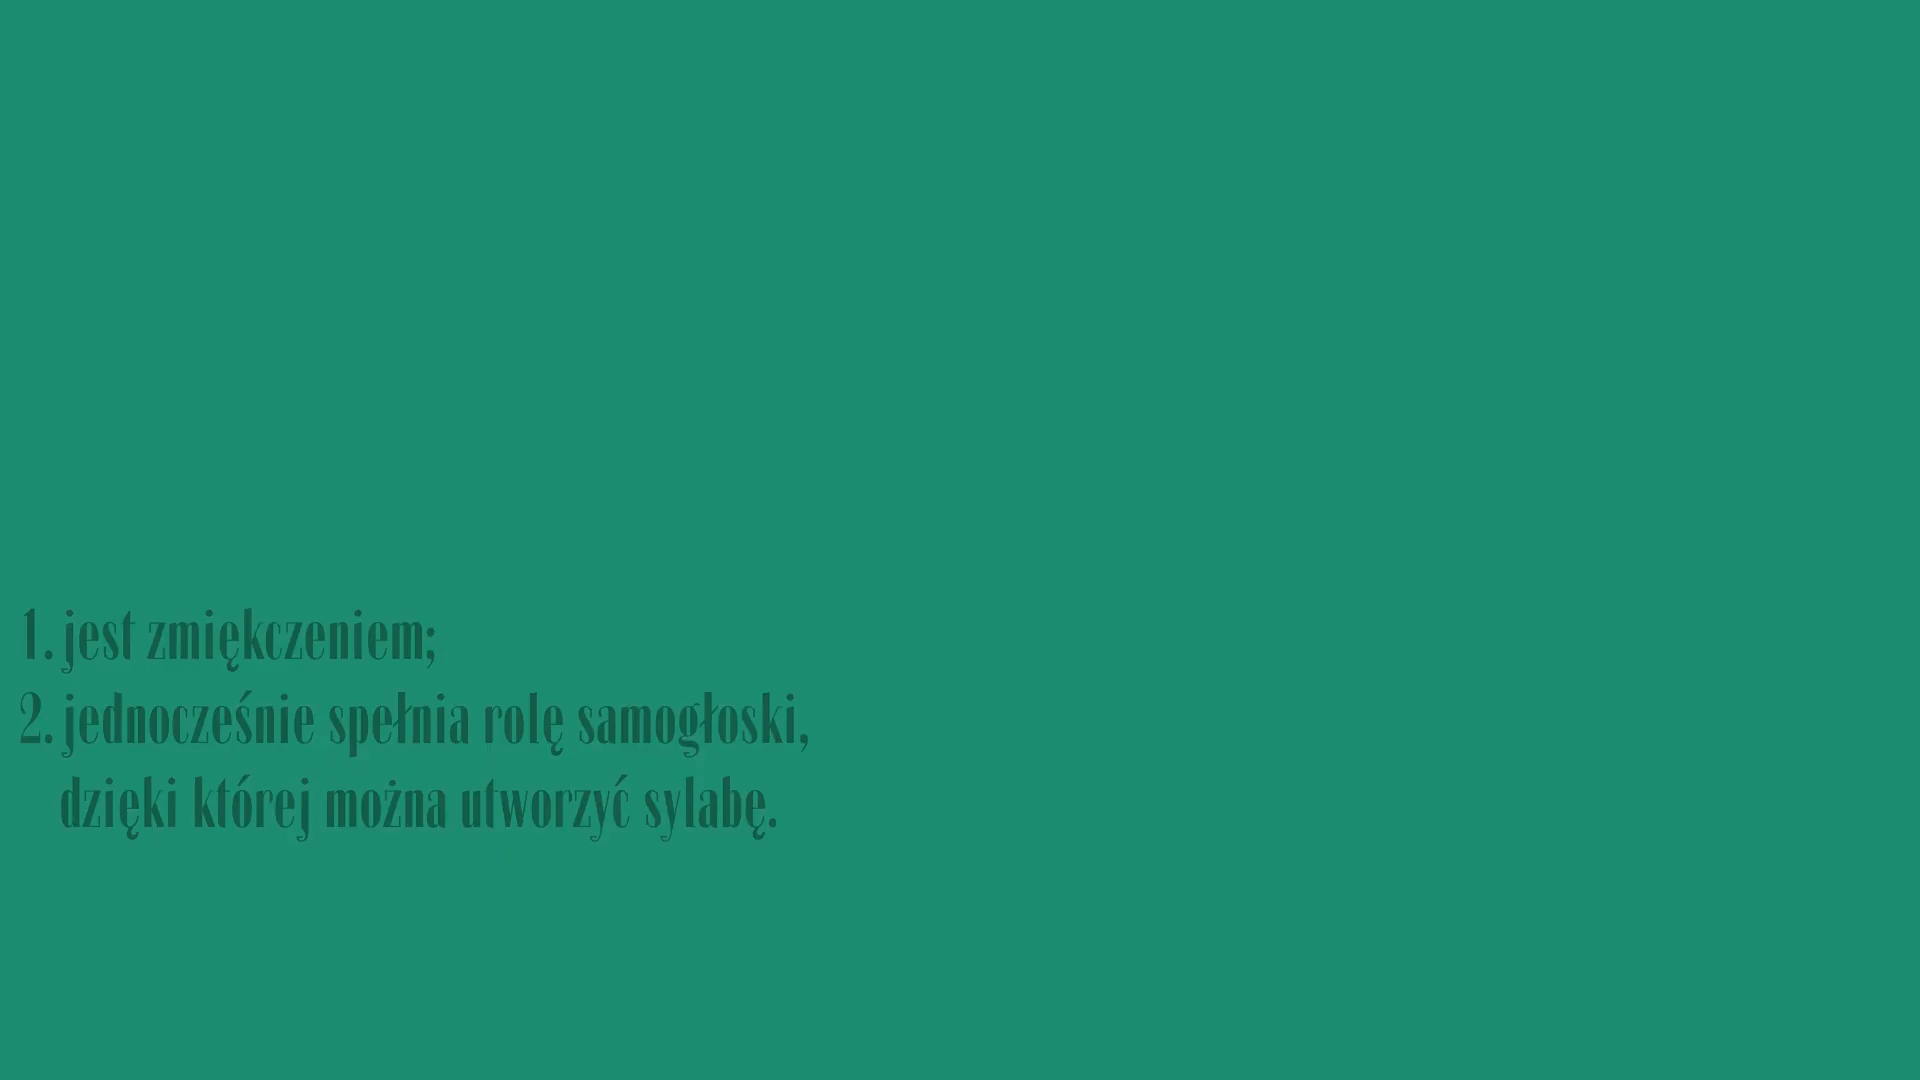 1. jest zmiękczeniem;
2. jednocześnie spełnia rolę samogłoski,
dzięki której można utworzyć sylabę.